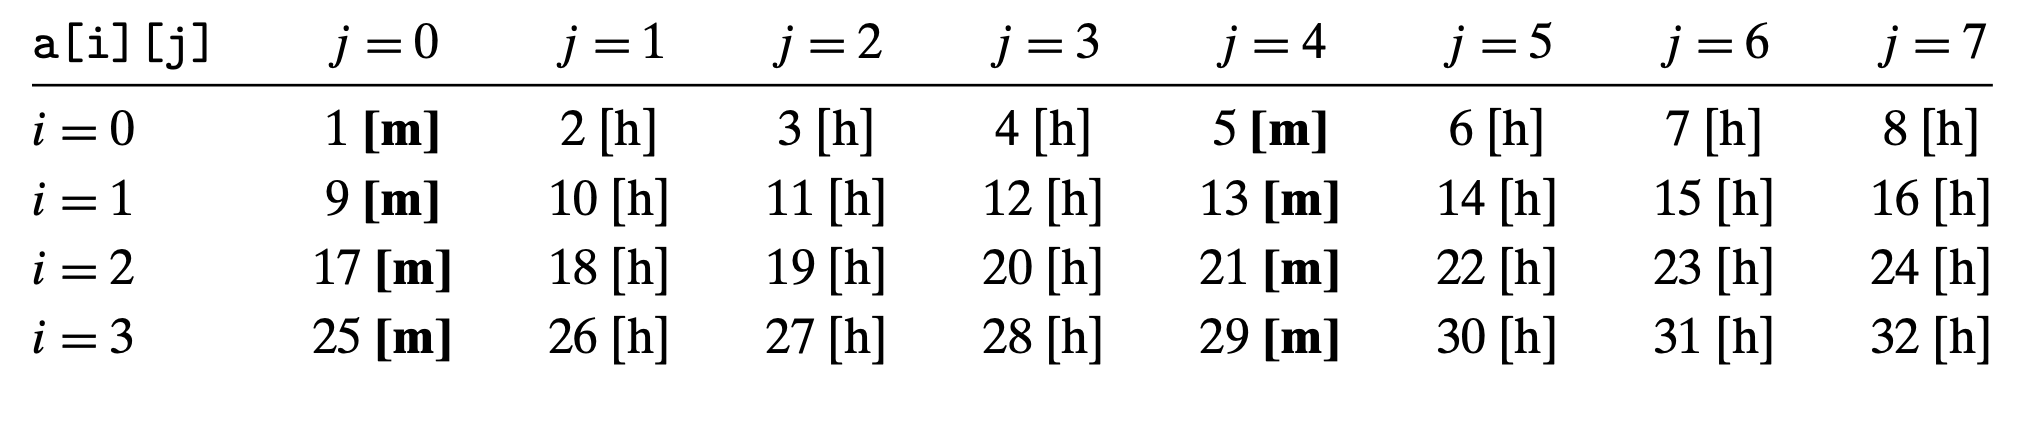 a[i][j] j = 0 j = 1 j = 2 j = 3 j = 4 j = 5 j = 6 j = 7
i = 0 1 [m] 2 [h] 3 [h] 4 [h] 5 [m] 6 [h] 7 [h] 8 [h]
i = 1 9 [m] 10 [h] 11 [h] 12 [h] 13 [m] 14 [h] 15 [h] 16 [h]
i = 2 17 [m] 18 [h] 19 [h] 20 [h] 21 [m] 22 [h] 23 [h] 24 [h]
i = 3 25 [m] 26 [h] 27 [h] 28 [h] 29 [m] 30 [h] 31 [h] 32 [h]